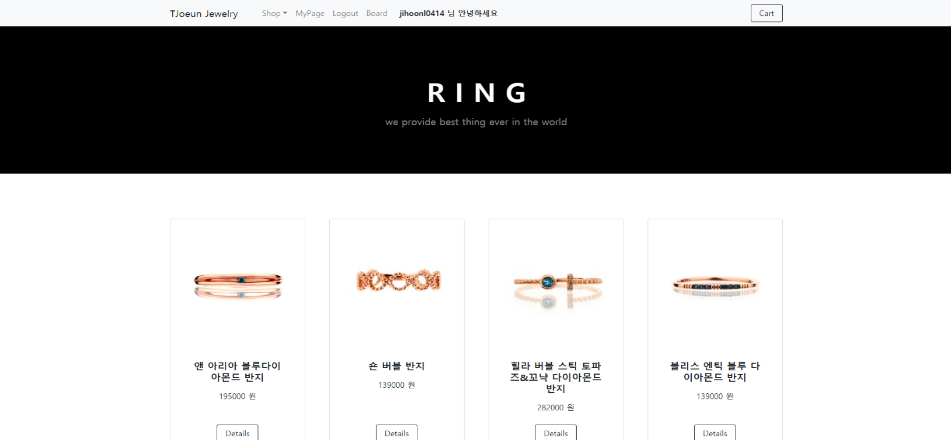 TJoeun Jewelry Shop MyPage Logout Board jihoonl0414 님 안녕하세요 Cart
RING
we provide best thing ever in the world
앤 아리아 블루다이
아몬드 반지
195000 원
Details
숀 버블 반지
139000 원
Details
힐라 버블 스틱 토파
즈&꼬냑 다이아몬드
반지
282000 원
Details
볼리스 엔틱 블루 다
이아몬드 반지
139000 원
Details